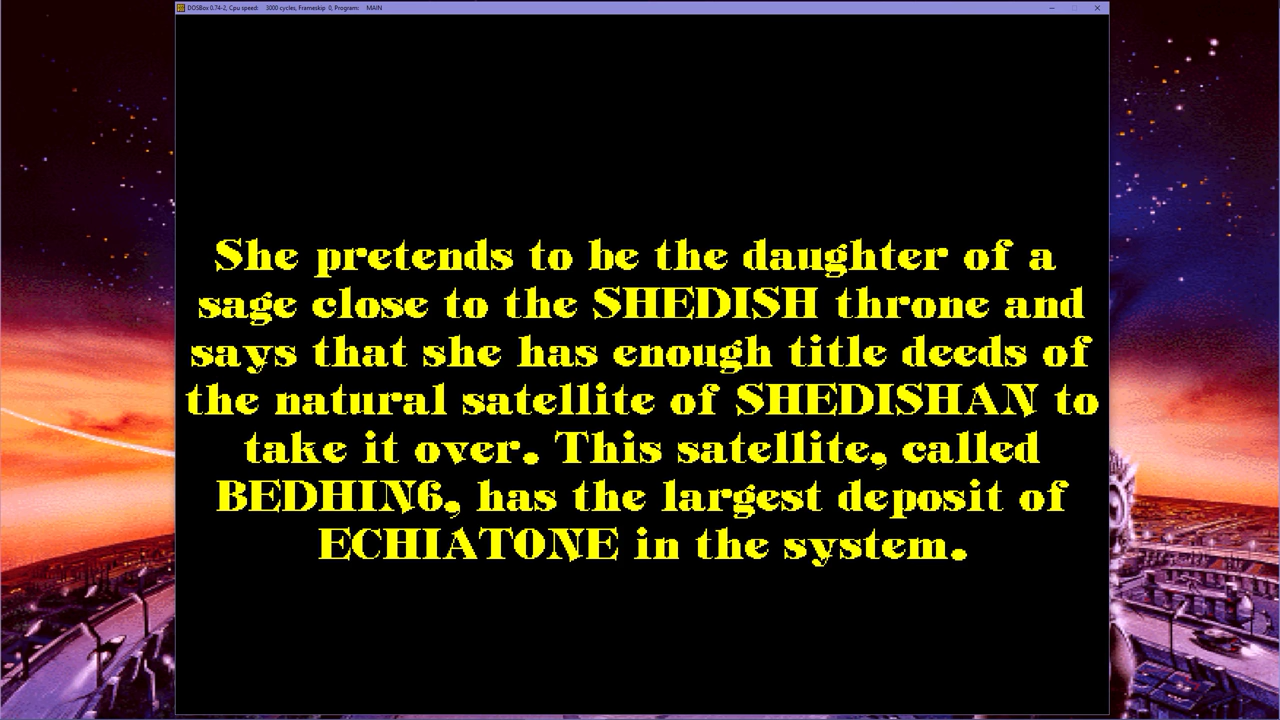 DOSBox 0.74-2, Cpu speed: 3000 cycles, Frameskip 0, Program: MAIN
She pretends to be the daughter of a
sage close to the SHEDISH throne and
says that she has enough title deeds of
the natural satellite of SHEDISHAN to
take it over. This satellite, called
BEDHIN6, has the largest deposit of
ECHIATONE in the system.